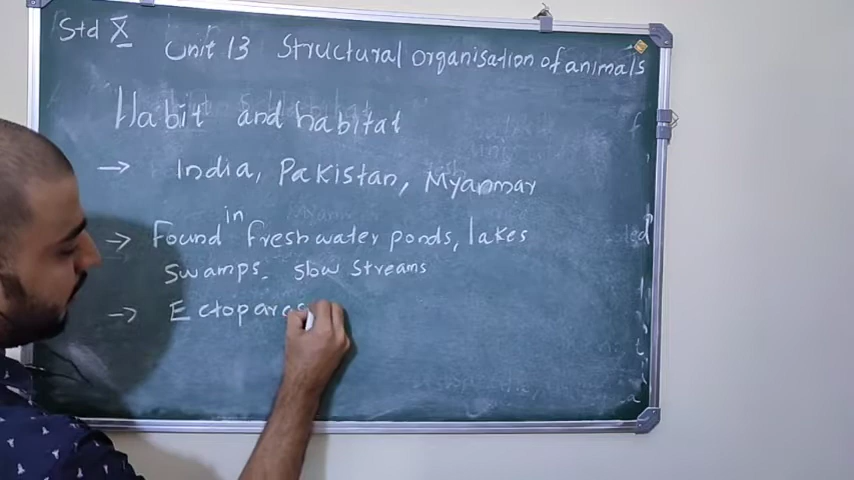 Std X
Unit 13 Structural organisation of animals
Habit and habitat
→ India, Pakistan, Myanmar
→ Found in freshwater ponds, lakes
swamps, slow streams
→ Ectopares